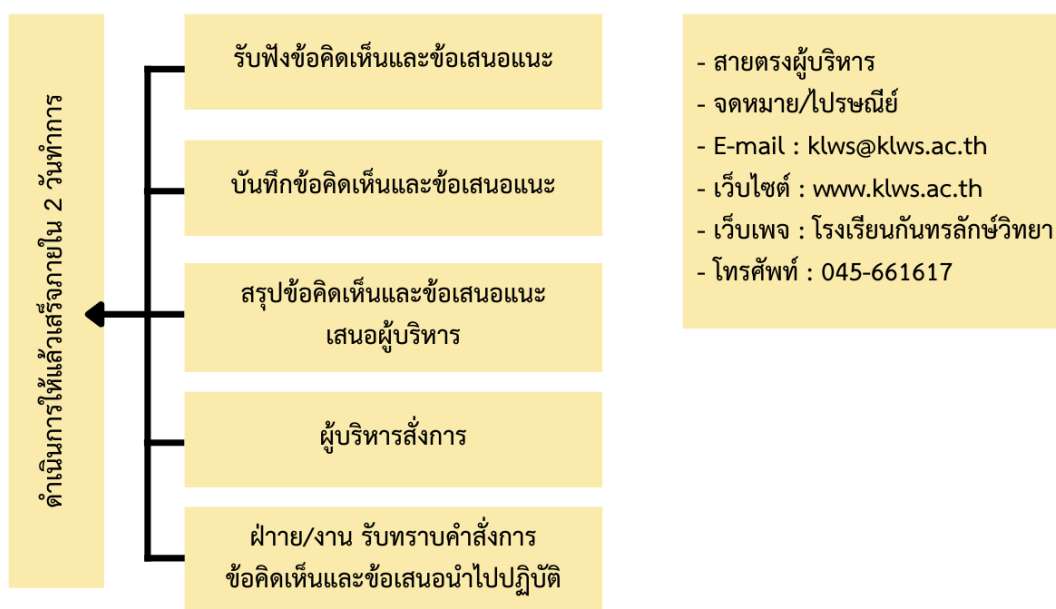 ดำเนินการให้แล้วเสร็จภายใน 2 วันทำการ
รับฟังข้อคิดเห็นและข้อเสนอแนะ
บันทึกข้อคิดเห็นและข้อเสนอแนะ
สรุปข้อคิดเห็นและข้อเสนอแนะ
เสนอผู้บริหาร
ผู้บริหารสั่งการ
ฝ่าาย/งาน รับทราบคำสั่งการ
ข้อคิดเห็นและข้อเสนอนำไปปฏิบัติ
- สายตรงผู้บริหาร
- จดหมาย/ไปรษณีย์
- E-mail : klws@klws.ac.th
- เว็บไซต์ : www.klws.ac.th
- เว็บเพจ : โรงเรียนกันทรลักษ์วิทยา
- โทรศัพท์ : 045-661617